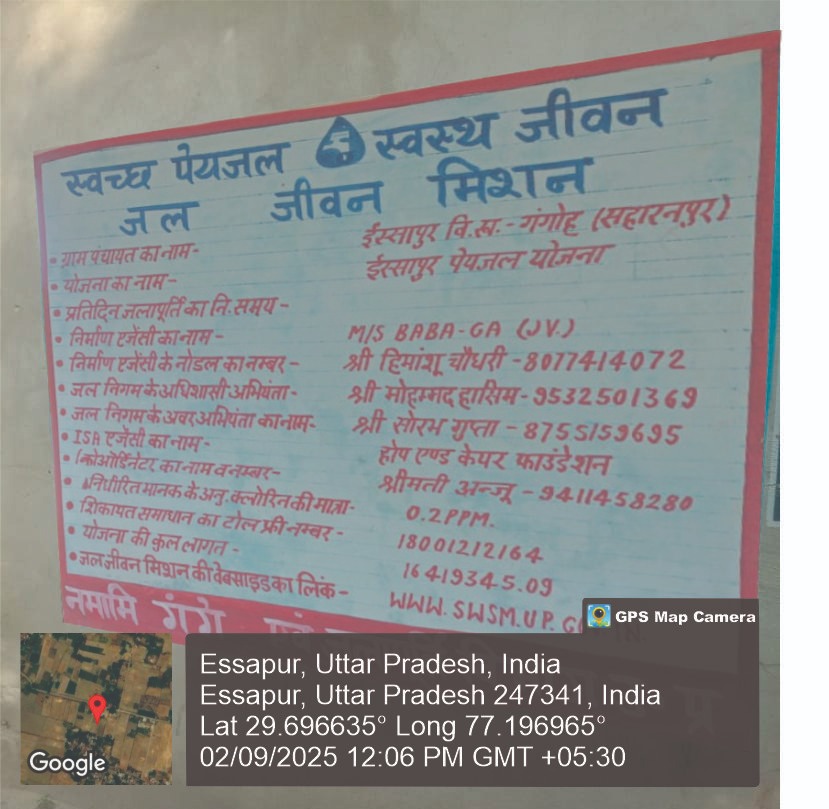 स्वच्छ पेयजल स्वस्थ जीवन
जल जीवन मिशन
• ग्राम पंचायत का नाम- ईस्सापुर वि.ख.- गंगोह (सहारनपुर)
• योजना का नाम- ईस्सापुर पेयजल योजना
• प्रतिदिन जलापूर्ति का नि.समय-
• निर्माण एजेंसी का नाम- M/S BABA-GA (J.V.)
• निर्माण एजेंसी के नोडल का नम्बर- श्री हिमांशू चौधरी -8077414072
• जल निगम के अधिशासी अभियंता- श्री मोहम्मद हासिम- 9532501369
• जल निगम के अवर अभियंता का नाम- श्री सोरभ गुप्ता - 8755159695
• ISA एजेंसी का नाम- होप एण्ड केयर फाउंडेशन
• (कोऑर्डिनेटर का नाम व नम्बर- श्रीमती अन्जू - 9411458280
• निर्धारित मानक के अनु. क्लोरिन की मात्रा- 0.2 PPM.
• शिकायत समाधान का टोल फ्री नम्बर- 18001212164
• योजना की कुल लागत- 16419345.09
• जल जीवन मिशन की वेबसाइड का लिंक- WWW.SWSM.UP.G
नमामि गंगे एवं
GPS Map Camera
Google
Essapur, Uttar Pradesh, India
Essapur, Uttar Pradesh 247341, India
Lat 29.696635° Long 77.196965°
02/09/2025 12:06 PM GMT +05:30